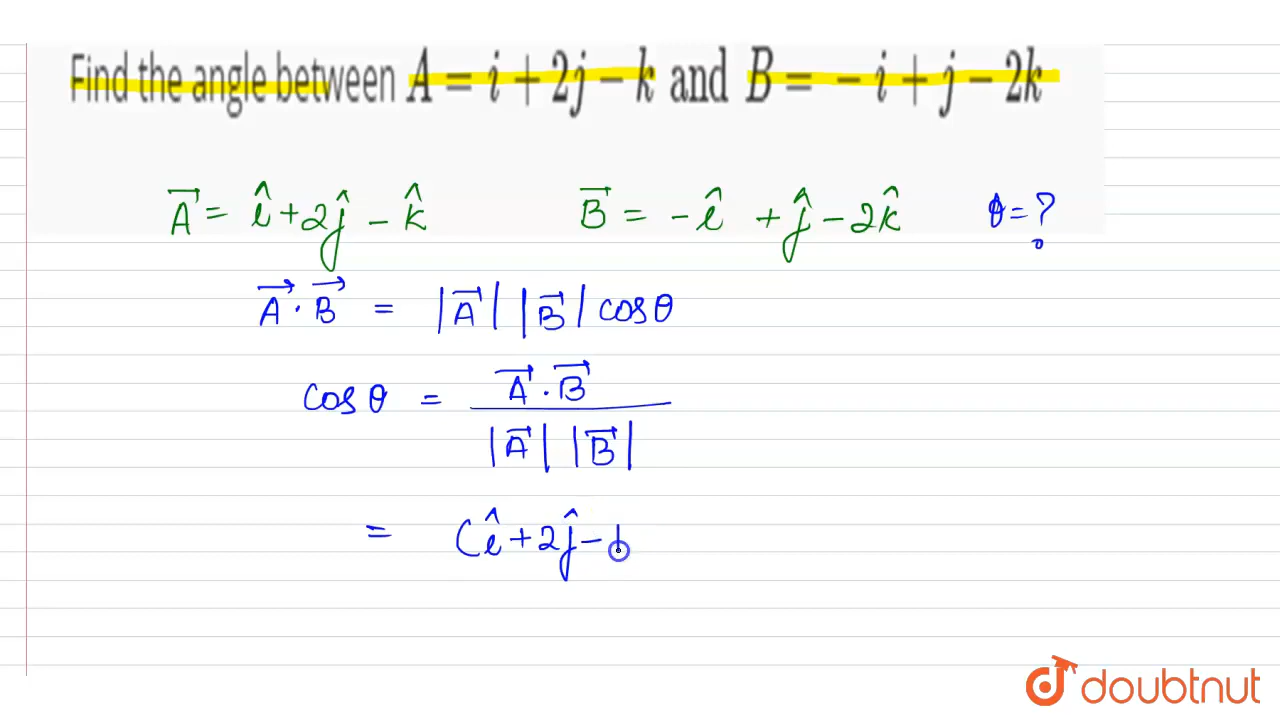 Find the angle between A = i + 2j − k and B = − i + j − 2k
A⃗ = î + 2ĵ − k̂ B⃗ = −î + ĵ − 2k̂ θ = ?
A⃗ · B⃗ = |A⃗| |B⃗| cos θ
cos θ = A⃗ · B⃗
|A⃗| |B⃗|
= (î + 2ĵ −
doubtnut